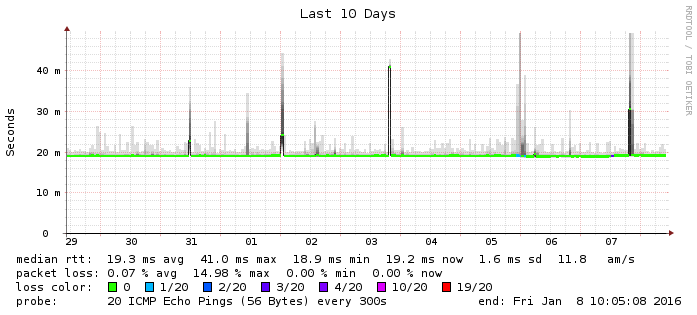 Last 10 Days
RRDTOOL / TOBI OETIKER
Seconds
40 m
30 m
20 m
10 m
0
29 30 31 01 02 03 04 05 06 07
median rtt: 19.3 ms avg 41.0 ms max 18.9 ms min 19.2 ms now 1.6 ms sd 11.8 am/s
packet loss: 0.07 % avg 14.98 % max 0.00 % min 0.00 % now
loss color: 0 1/20 2/20 3/20 4/20 10/20 19/20
probe: 20 ICMP Echo Pings (56 Bytes) every 300s end: Fri Jan 8 10:05:08 2016